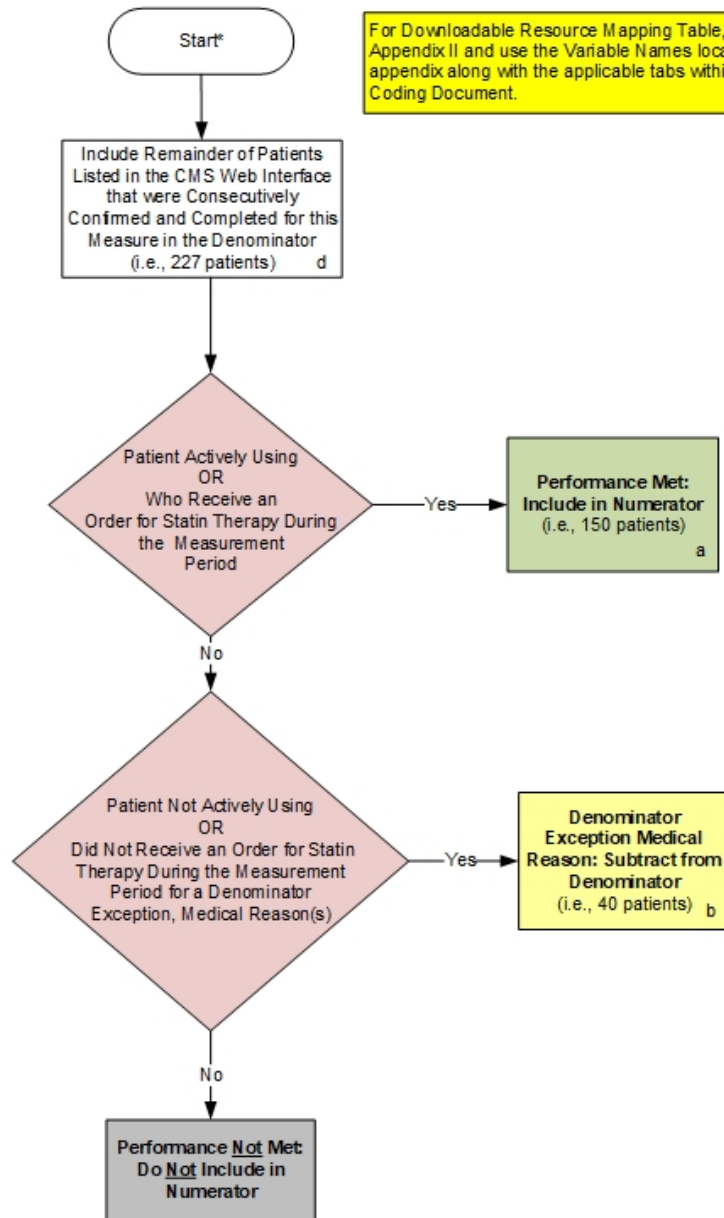 Start*
For Downloadable Resource Mapping Table,
Appendix II and use the Variable Names
appendix along with the applicable tabs
Coding Document.
Include Remainder of Patients
Listed in the CMS Web Interface
that were Consecutively
Confirmed and Completed for this
Measure in the Denominator
(i.e., 227 patients) d
Patient Actively Using
OR
Who Receive an
Order for Statin Therapy During
the Measurement
Period
Yes
Performance Met:
Include in Numerator
(i.e., 150 patients)
a
No
Patient Not Actively Using
OR
Did Not Receive an Order for Statin
Therapy During the Measurement
Period for a Denominator
Exception, Medical Reason(s)
Yes
Denominator
Exception Medical
Reason: Subtract from
Denominator
(i.e., 40 patients) b
No
Performance Not Met:
Do Not Include in
Numerator